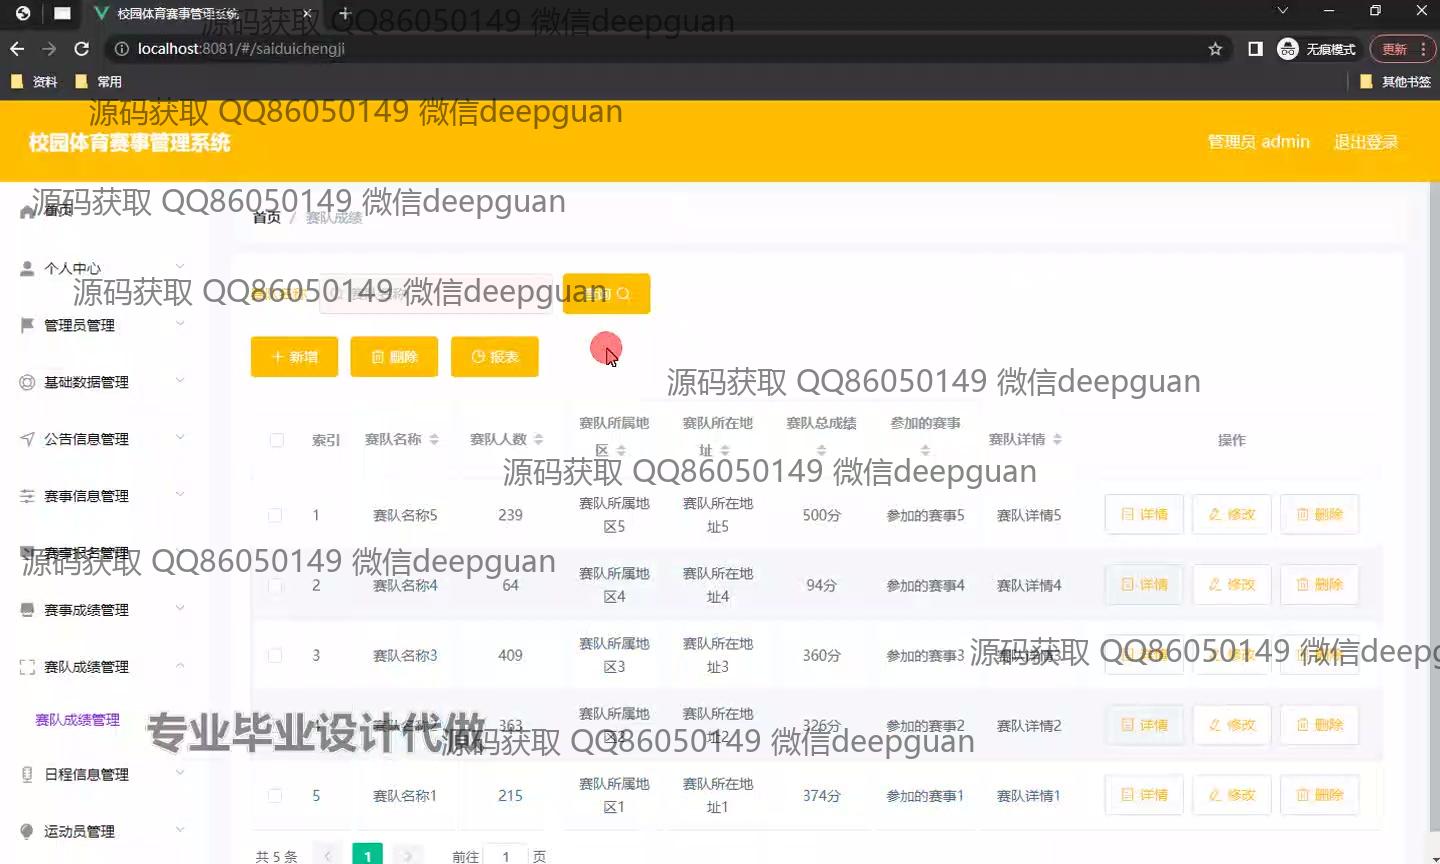 校园体育赛事管理系统
源码获取 QQ86050149 微信deepguan
localhost:8081/#/saiduichengji
无痕模式
更新
资料
常用
其他书签
源码获取 QQ86050149 微信deepguan
校园体育赛事管理系统
管理员 admin
退出登录
源码获取 QQ86050149 微信deepguan
首页
首页 / 赛队成绩
个人中心
源码获取 QQ86050149 微信deepguan
赛队名称
查询
管理员管理
新增
删除
报表
基础数据管理
源码获取 QQ86050149 微信deepguan
公告信息管理
索引 赛队名称 赛队人数 赛队所属地区 赛队所在地址 赛队总成绩 参加的赛事 赛队详情 操作
源码获取 QQ86050149 微信deepguan
赛事信息管理
1 赛队名称5 239 赛队所属地区5 赛队所在地址5 500分 参加的赛事5 赛队详情5 详情 修改 删除
赛事报名管理
源码获取 QQ86050149 微信deepguan
2 赛队名称4 64 赛队所属地区4 赛队所在地址4 94分 参加的赛事4 赛队详情4 详情 修改 删除
赛事成绩管理
3 赛队名称3 409 赛队所属地区3 赛队所在地址3 360分 参加的赛事3 赛队详情3 详情 修改 删除
源码获取 QQ86050149 微信deepg
赛队成绩管理
赛队成绩管理
专业毕业设计代做
4 赛队名称2 363 赛队所属地区2 赛队所在地址2 326分 参加的赛事2 赛队详情2 详情 修改 删除
源码获取 QQ86050149 微信deepguan
日程信息管理
5 赛队名称1 215 赛队所属地区1 赛队所在地址1 374分 参加的赛事1 赛队详情1 详情 修改 删除
运动员管理
共 5 条 1 前往 1 页